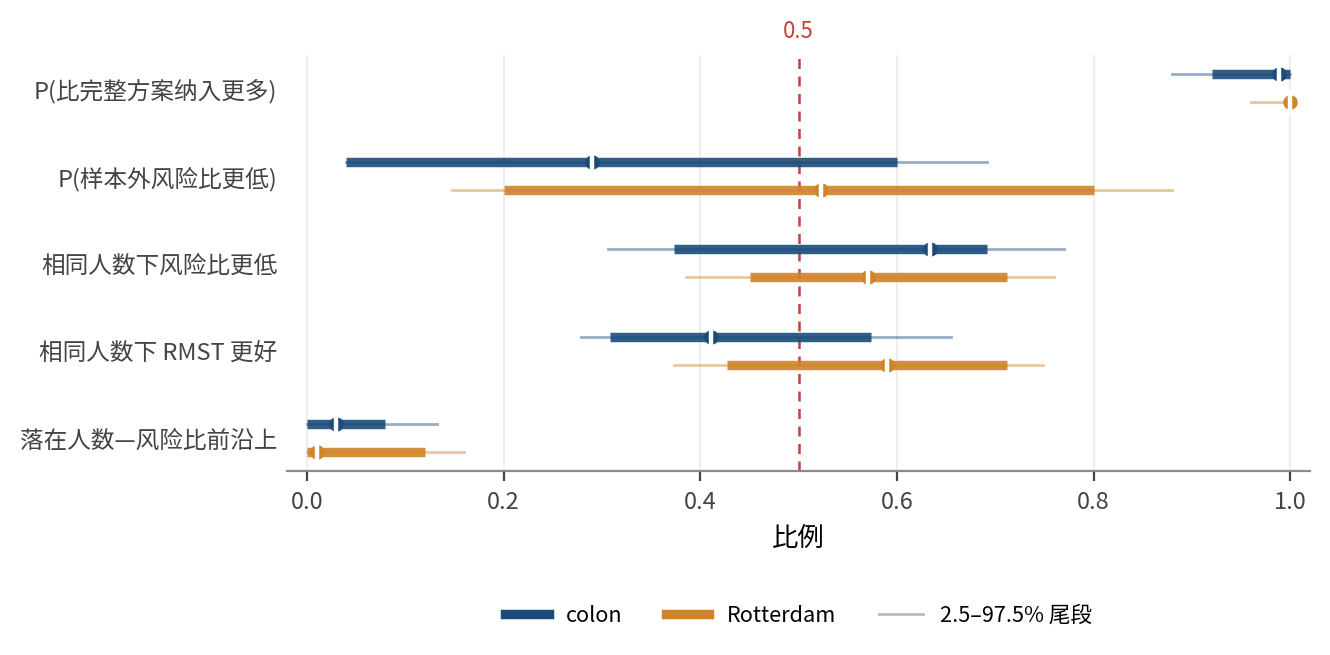 0.5
P(比完整方案纳入更多)
P(样本外风险比更低)
相同人数下风险比更低
相同人数下 RMST 更好
落在人数—风险比前沿上
0.0 0.2 0.4 0.6 0.8 1.0
比例
colon Rotterdam 2.5–97.5% 尾段